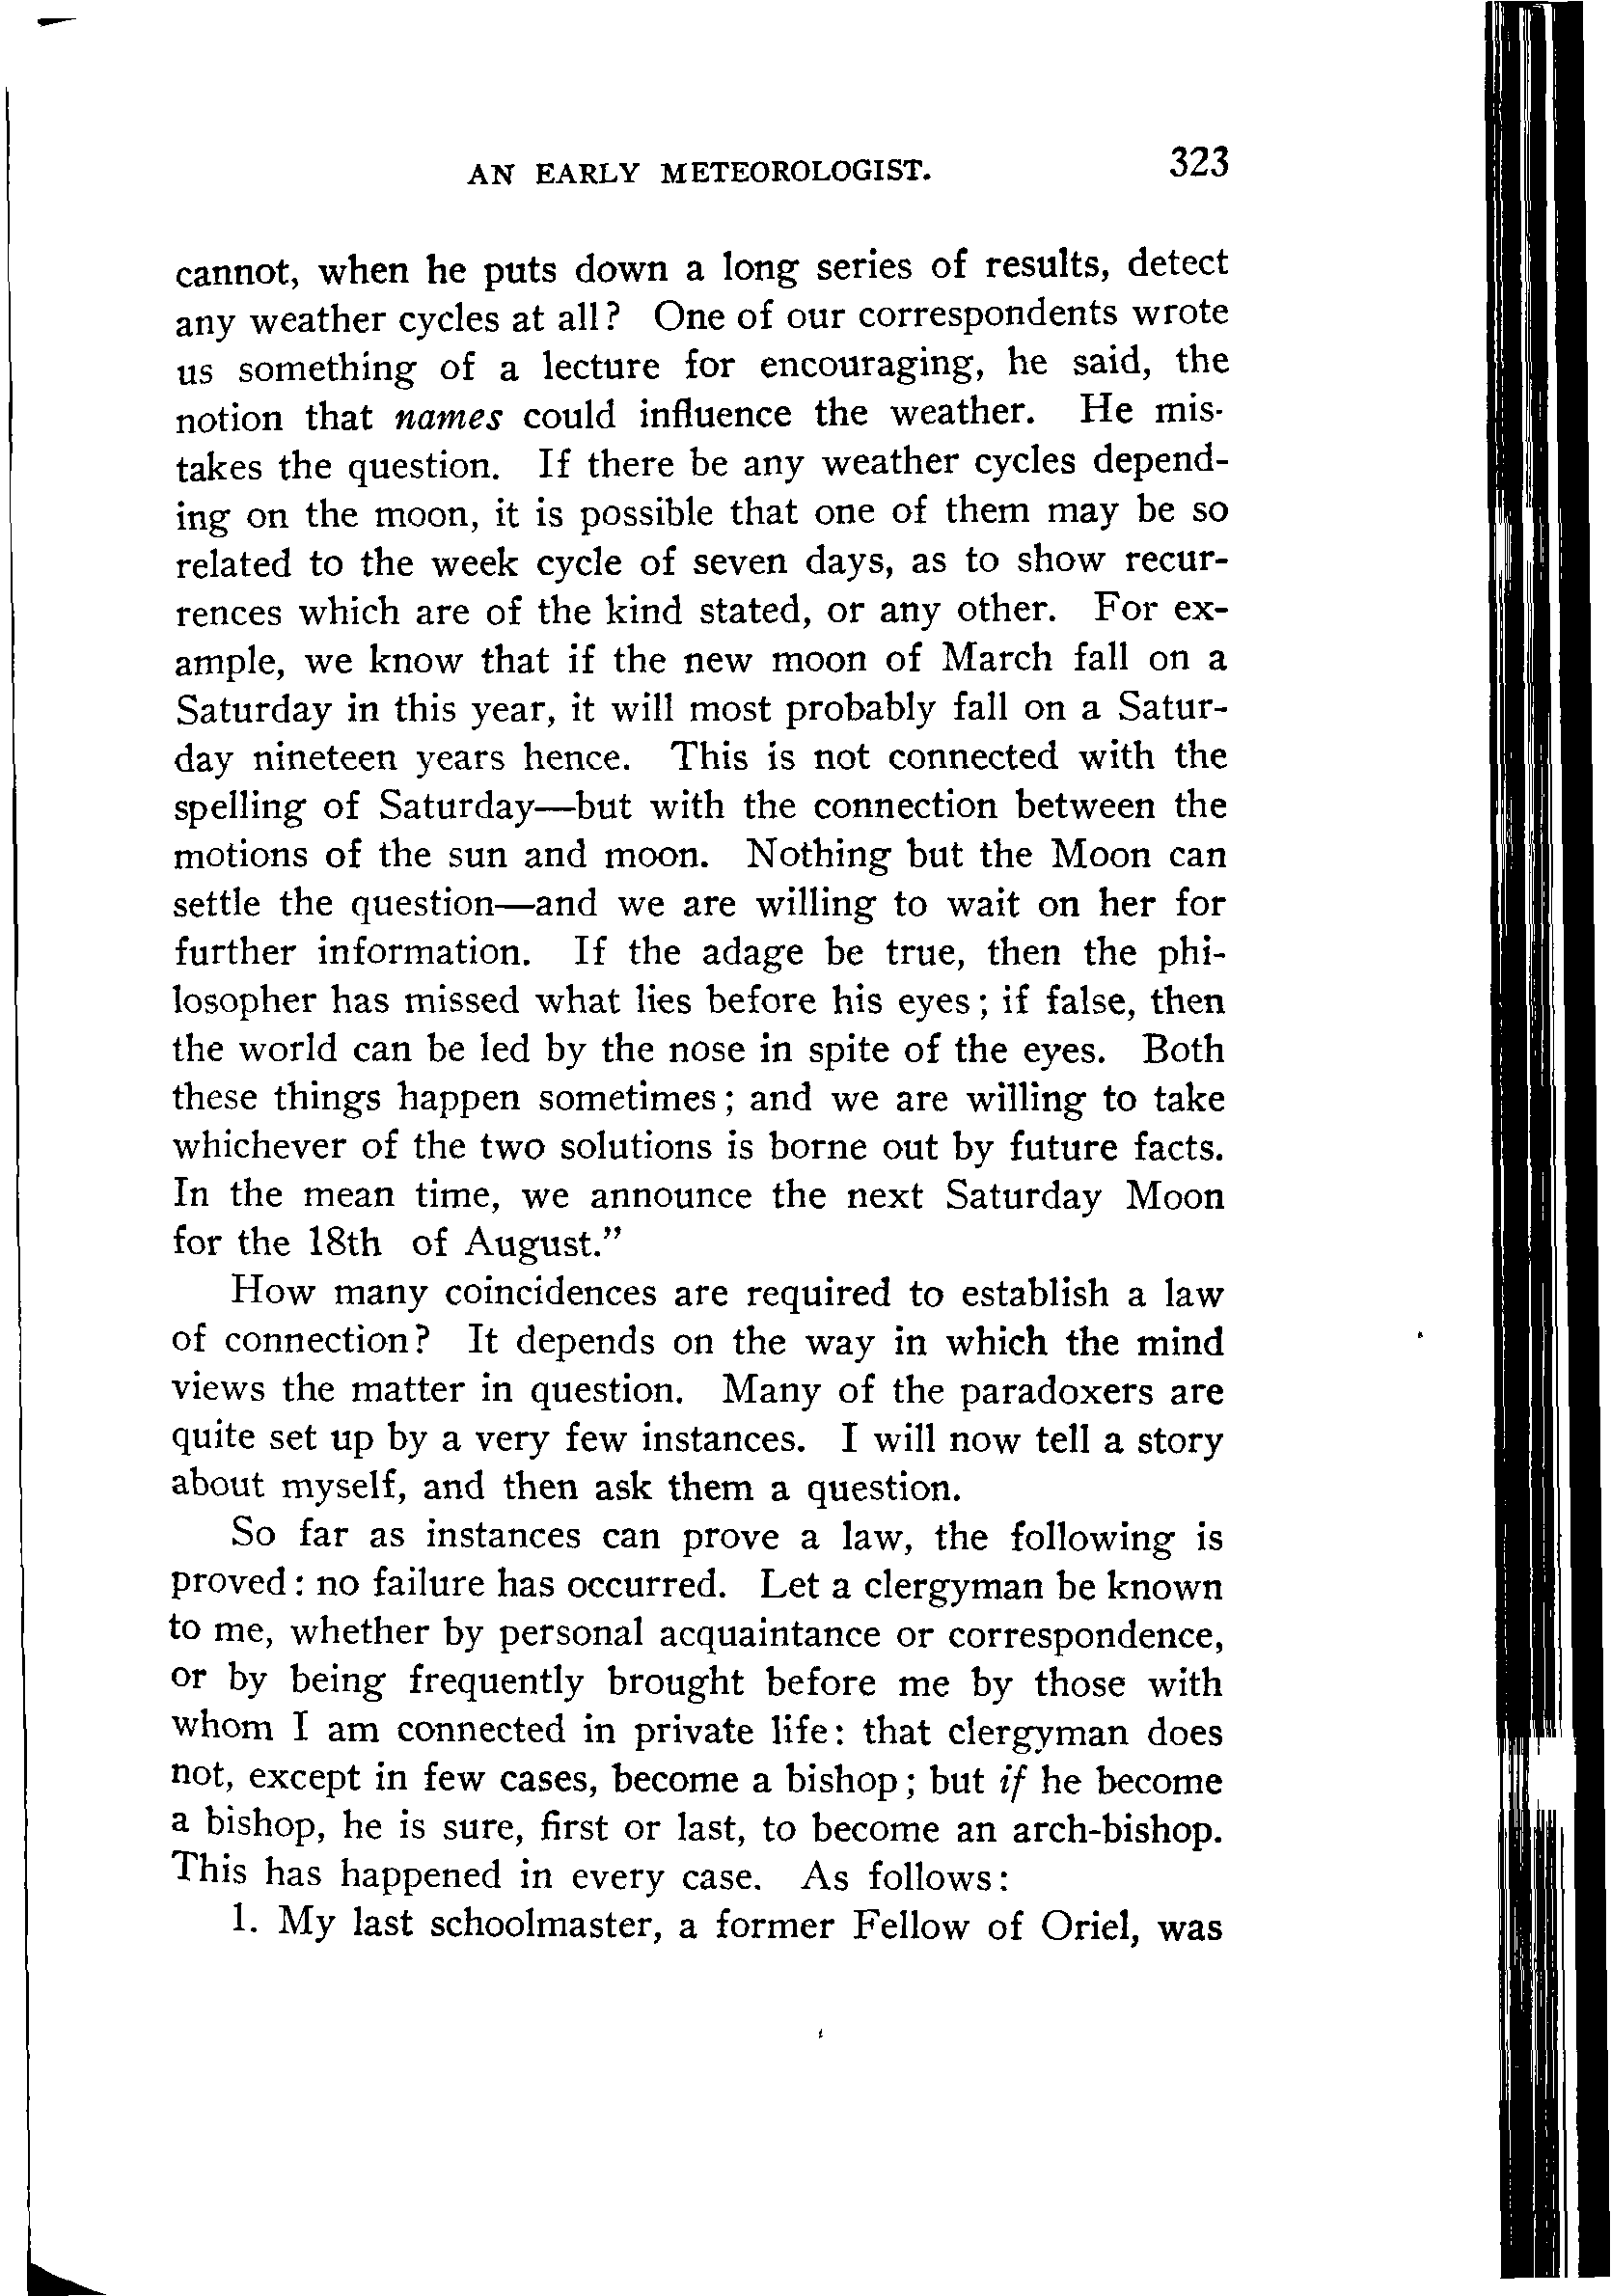 AN EARLY METEOROLOGIST. 323
cannot, when he puts down a long series of results, detect
any weather cycles at all? One of our correspondents wrote
us something of a lecture for encouraging, he said, the
notion that names could influence the weather. He mis-
takes the question. If there be any weather cycles depend-
ing on the moon, it is possible that one of them may be so
related to the week cycle of seven days, as to show recur-
rences which are of the kind stated, or any other. For ex-
ample, we know that if the new moon of March fall on a
Saturday in this year, it will most probably fall on a Satur-
day nineteen years hence. This is not connected with the
spelling of Saturday—but with the connection between the
motions of the sun and moon. Nothing but the Moon can
settle the question—and we are willing to wait on her for
further information. If the adage be true, then the phi-
losopher has missed what lies before his eyes; if false, then
the world can be led by the nose in spite of the eyes. Both
these things happen sometimes; and we are willing to take
whichever of the two solutions is borne out by future facts.
In the mean time, we announce the next Saturday Moon
for the 18th of August.”
How many coincidences are required to establish a law
of connection? It depends on the way in which the mind
views the matter in question. Many of the paradoxers are
quite set up by a very few instances. I will now tell a story
about myself, and then ask them a question.
So far as instances can prove a law, the following is
proved: no failure has occurred. Let a clergyman be known
to me, whether by personal acquaintance or correspondence,
or by being frequently brought before me by those with
whom I am connected in private life: that clergyman does
not, except in few cases, become a bishop; but if he become
a bishop, he is sure, first or last, to become an arch-bishop.
This has happened in every case. As follows:
1. My last schoolmaster, a former Fellow of Oriel, was